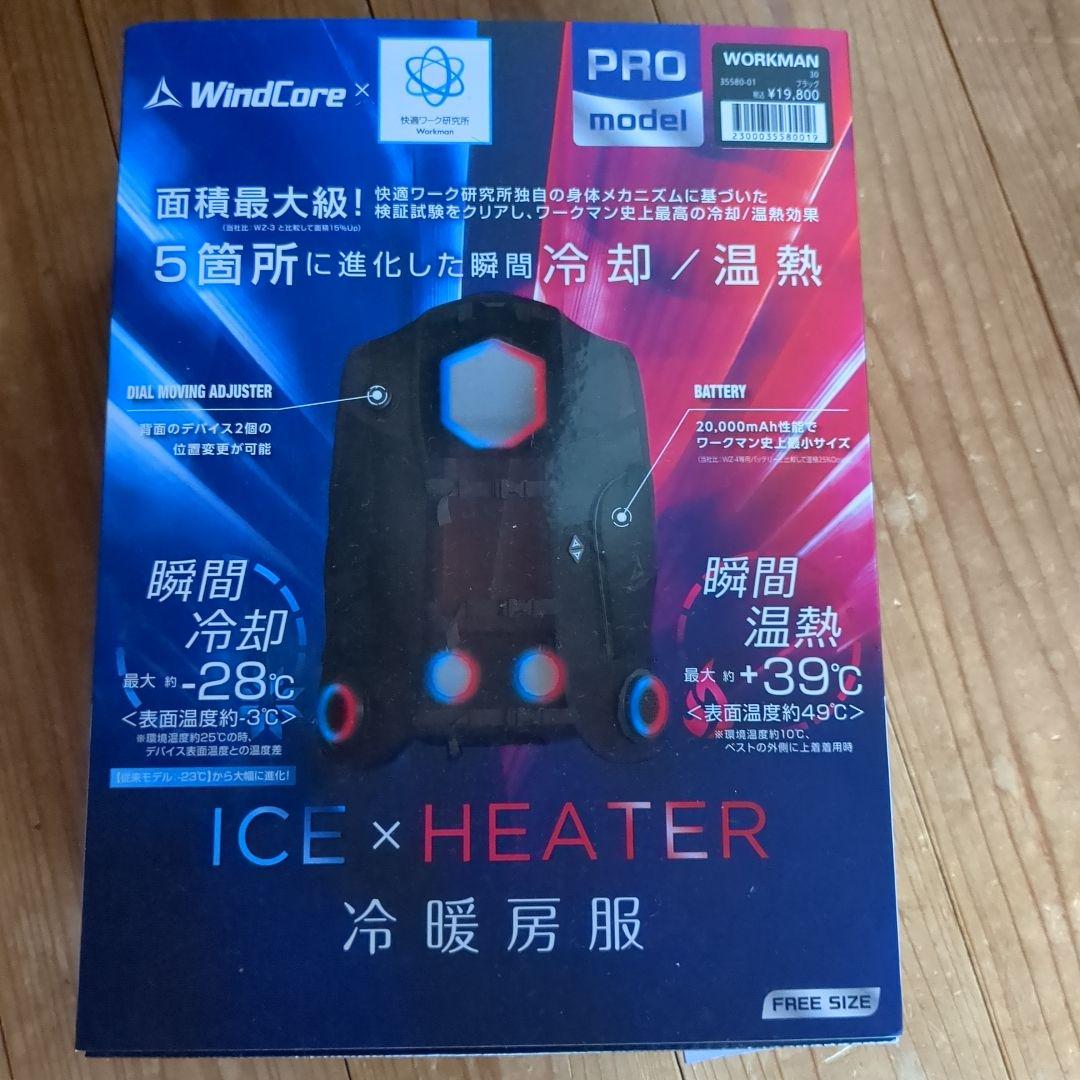 WindCore ×
快適ワーク研究所
Workman
PRO
model
WORKMAN
30
35580-01 ブラック
税込 ¥19,800
2300035580019
面積最大級!
(当社比:WZ-3 と比較して面積15%Up)
快適ワーク研究所独自の身体メカニズムに基づいた
検証試験をクリアし、ワークマン史上最高の冷却/温熱効果
5箇所に進化した瞬間 冷却/温熱
DIAL MOVING ADJUSTER
背面のデバイス2個の
位置変更が可能
BATTERY
20,000mAh性能で
ワークマン史上最小サイズ
瞬間
冷却
最大 約 -28℃
<表面温度約-3℃>
※環境温度約25℃の時、
デバイス表面温度との温度差
【従来モデル:-23℃】から大幅に進化!
瞬間
温熱
最大 約 +39℃
<表面温度約49℃>
※環境温度約10℃、
ベストの外側に上着着用時
ICE × HEATER
冷暖房服
FREE SIZE